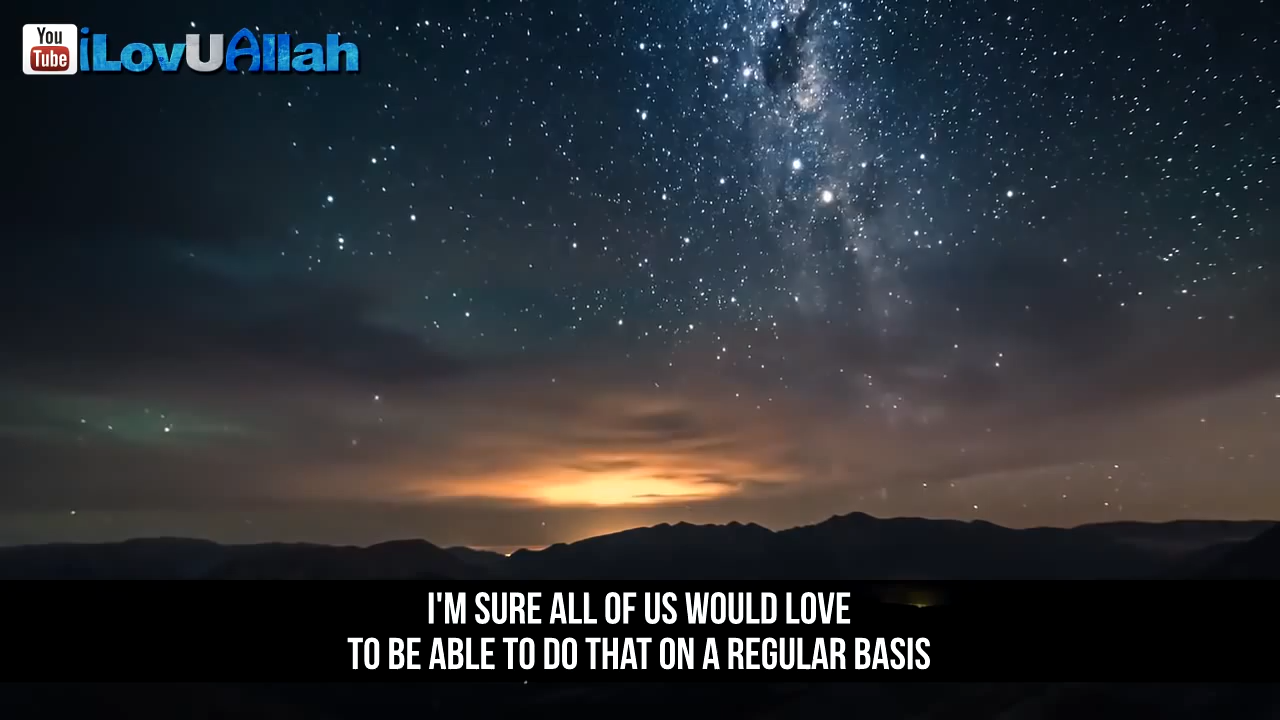 You
Tube
iLovUAllah
I'M SURE ALL OF US WOULD LOVE
TO BE ABLE TO DO THAT ON A REGULAR BASIS